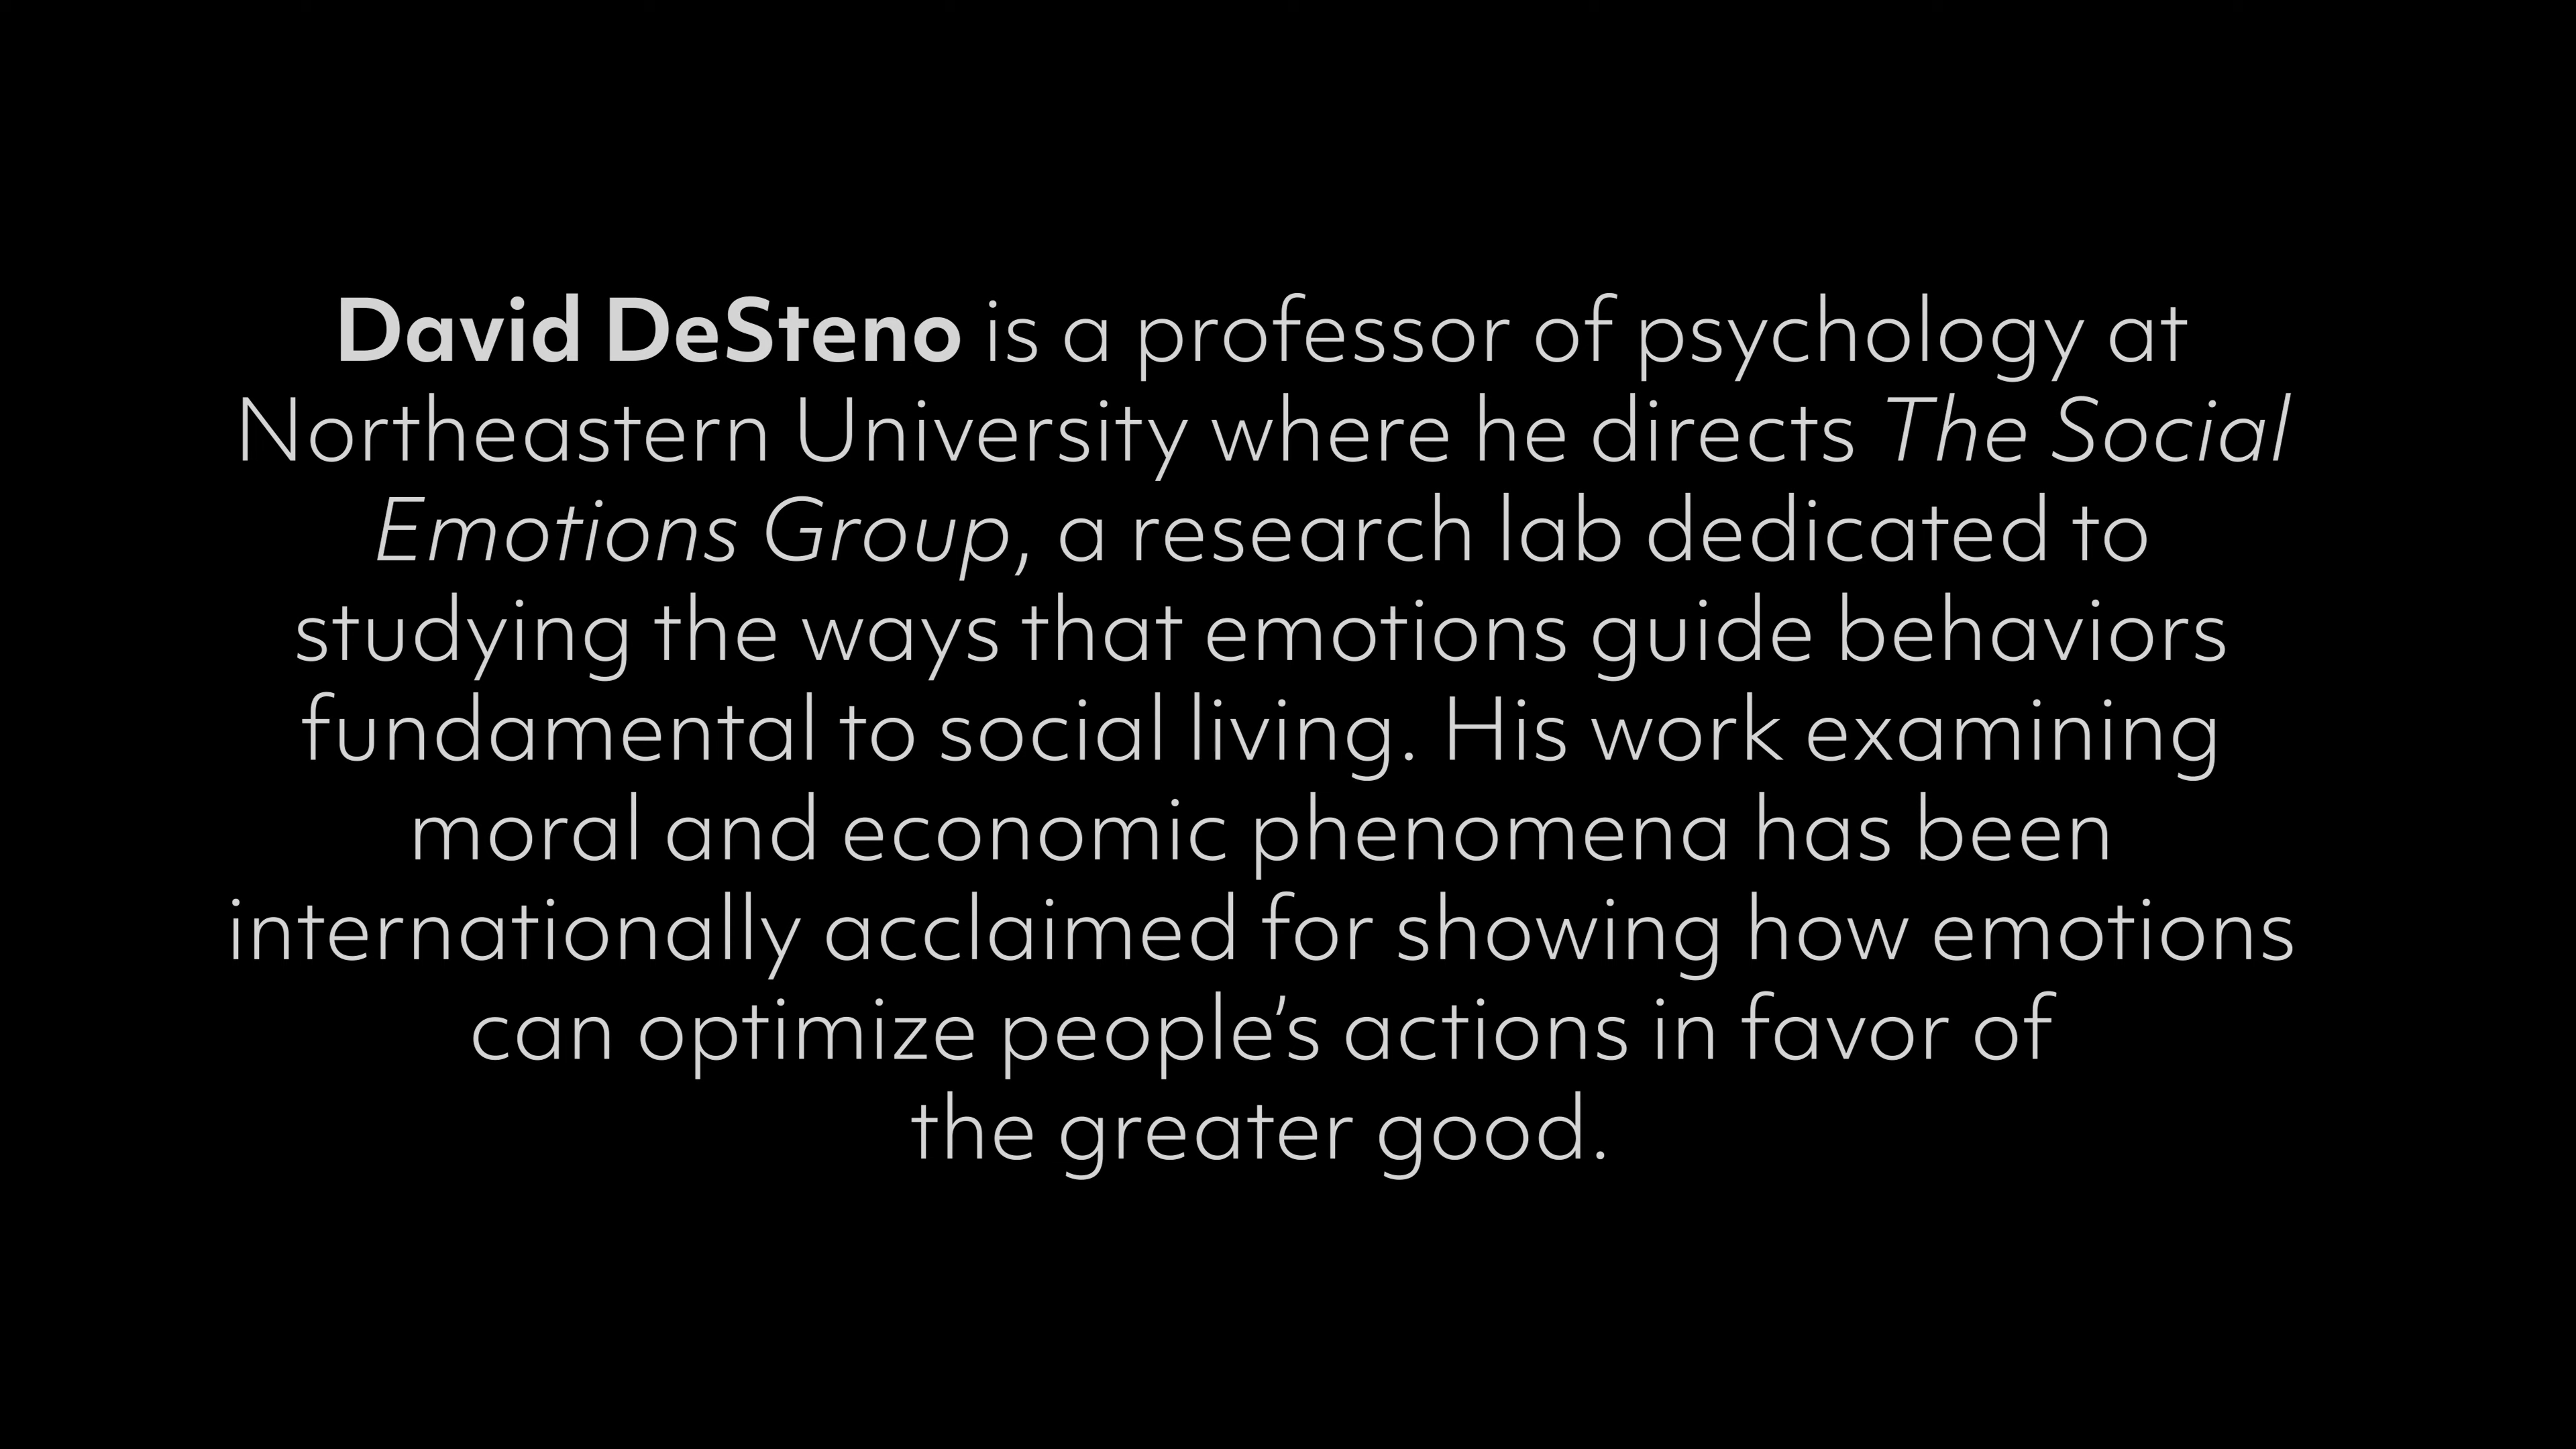 David DeSteno is a professor of psychology at
Northeastern University where he directs The Social
Emotions Group, a research lab dedicated to
studying the ways that emotions guide behaviors
fundamental to social living. His work examining
moral and economic phenomena has been
internationally acclaimed for showing how emotions
can optimize people’s actions in favor of
the greater good.